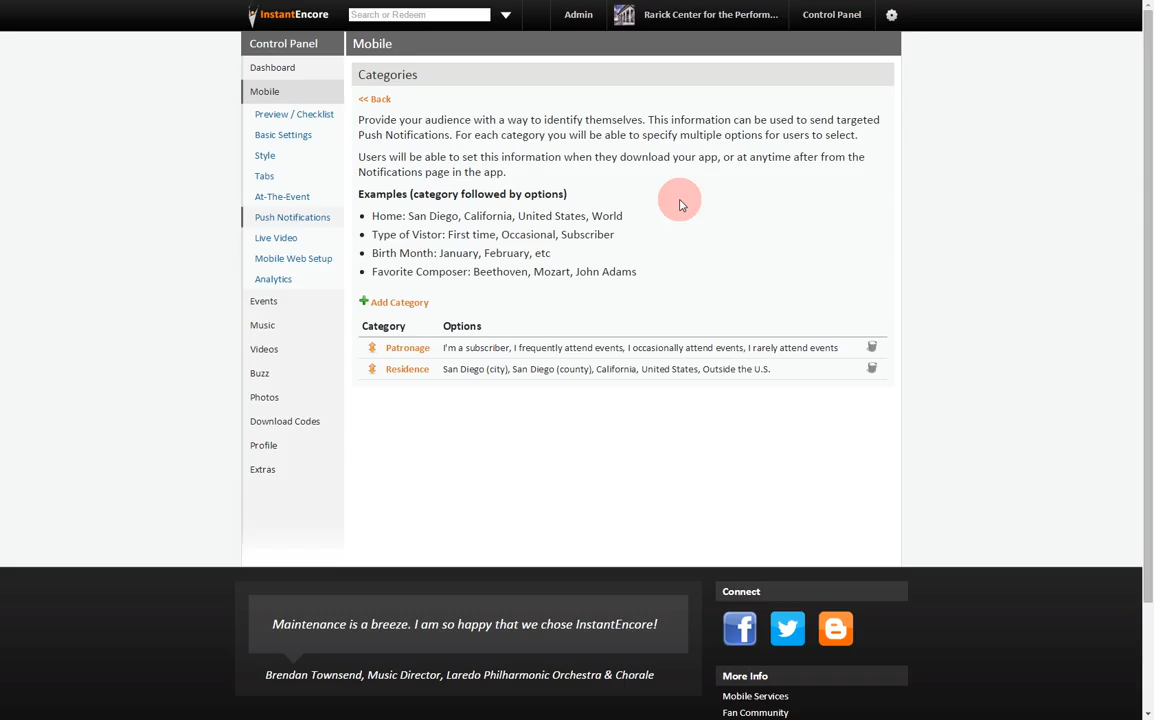 InstantEncore
Search or Redeem
Admin
Rarick Center for the Perform...
Control Panel
Control Panel
Mobile
Dashboard
Mobile
Preview / Checklist
Basic Settings
Style
Tabs
At-The-Event
Push Notifications
Live Video
Mobile Web Setup
Analytics
Events
Music
Videos
Buzz
Photos
Download Codes
Profile
Extras
Categories
<< Back
Provide your audience with a way to identify themselves. This information can be used to send targeted
Push Notifications. For each category you will be able to specify multiple options for users to select.
Users will be able to set this information when they download your app, or at anytime after from the
Notifications page in the app.
Examples (category followed by options)
• Home: San Diego, California, United States, World
• Type of Vistor: First time, Occasional, Subscriber
• Birth Month: January, February, etc
• Favorite Composer: Beethoven, Mozart, John Adams
Add Category
Category Options
Patronage I'm a subscriber, I frequently attend events, I occasionally attend events, I rarely attend events
Residence San Diego (city), San Diego (county), California, United States, Outside the U.S.
Maintenance is a breeze. I am so happy that we chose InstantEncore!
Brendan Townsend, Music Director, Laredo Philharmonic Orchestra & Chorale
Connect
More Info
Mobile Services
Fan Community